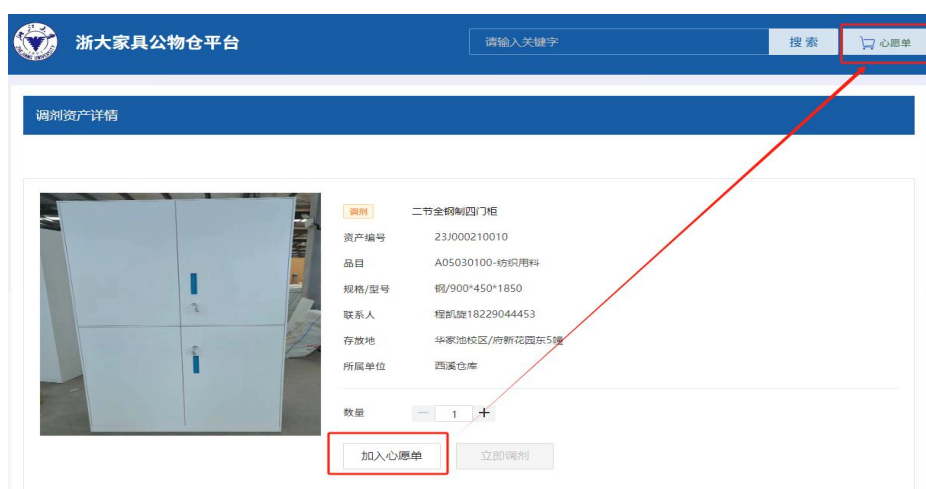 浙大家具公物仓平台
请输入关键字
搜索
心愿单
调剂资产详情
调剂
二节全钢制四门柜
资产编号 23J000210010
品目 A05030100-纺织用料
规格/型号 钢/900*450*1850
联系人 程凯旋18229044453
存放地 华家池校区/府新花园东5幢
所属单位 西溪仓库
数量 — 1 +
加入心愿单
立即调剂